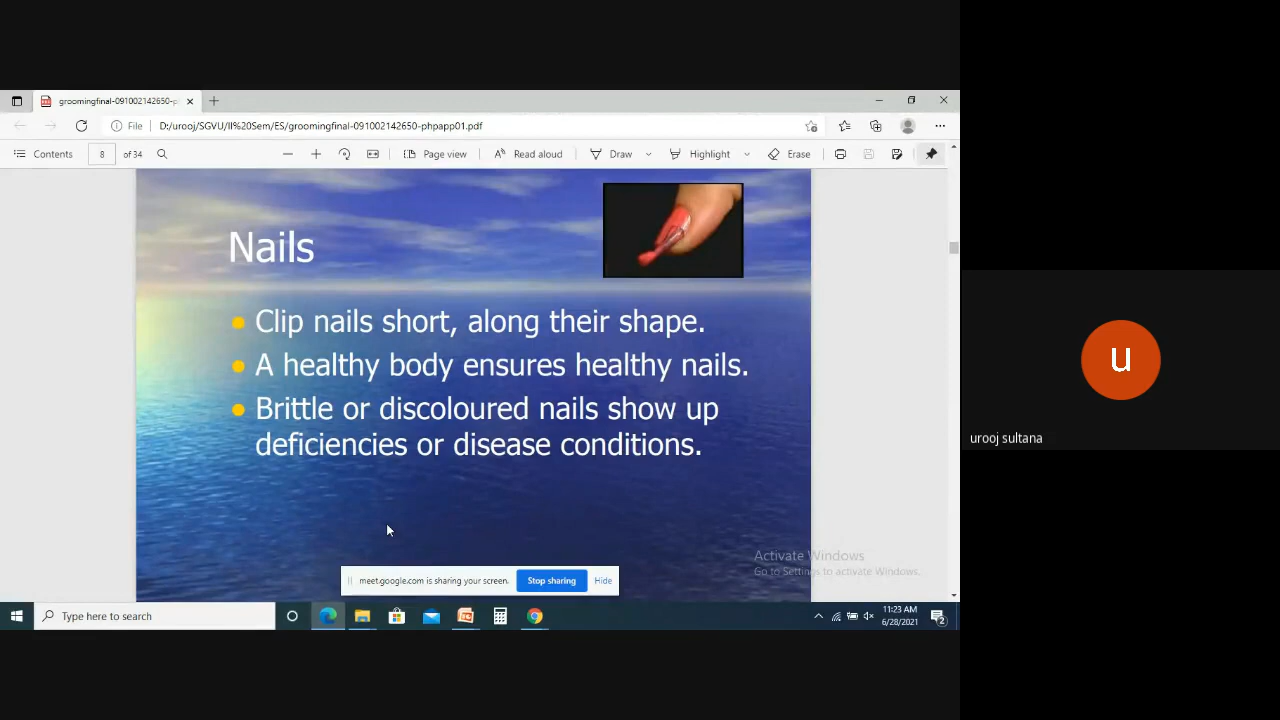 groomingfinal-091002142650-p
File
D:/urooj/SGVU/II%20Sem/ES/groomingfinal-091002142650-phpapp01.pdf
Contents
8
of 34
Page view
Read aloud
Draw
Highlight
Erase
Nails
Clip nails short, along their shape.
A healthy body ensures healthy nails.
Brittle or discoloured nails show up
deficiencies or disease conditions.
u
urooj sultana
Activate Windows
Go to Settings to activate Windows.
meet.google.com is sharing your screen.
Stop sharing
Hide
Type here to search
11:23 AM
6/28/2021
2